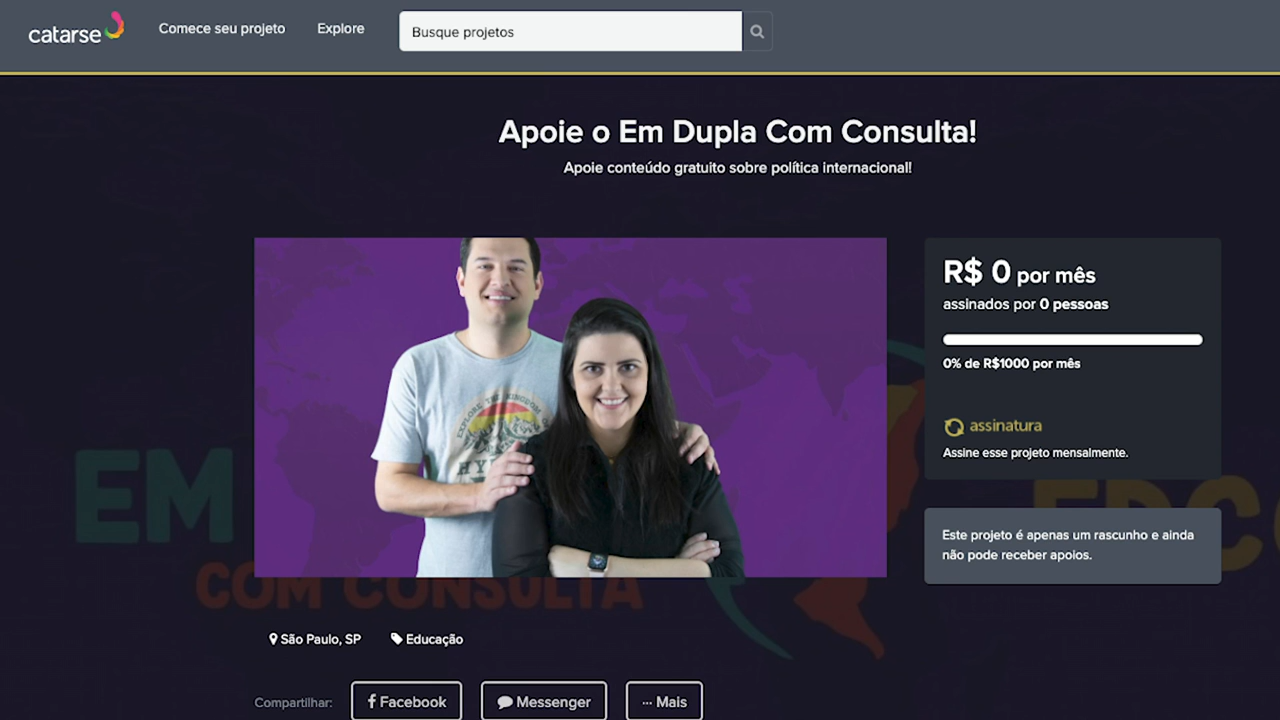 catarse
Comece seu projeto
Explore
Busque projetos
Apoie o Em Dupla Com Consulta!
Apoie conteúdo gratuito sobre política internacional!
R$ 0 por mês
assinados por 0 pessoas
0% de R$1000 por mês
assinatura
Assine esse projeto mensalmente.
Este projeto é apenas um rascunho e ainda
não pode receber apoios.
EXPLORE THE KINGDOM
EM
EDC
COM CONSULTA
São Paulo, SP
Educação
Compartilhar:
Facebook
Messenger
··· Mais